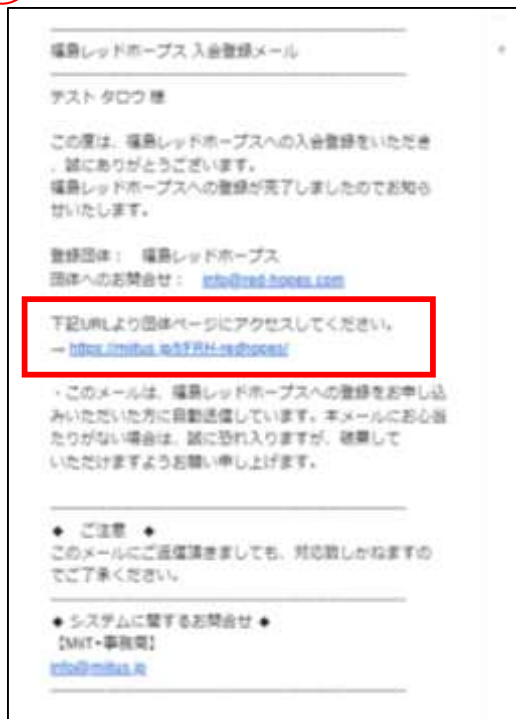 福島レッドホープス 入会登録メール
テスト タロウ 様
この度は、福島レッドホープスへの入会登録をいただき
、誠にありがとうございます。
福島レッドホープスへの登録が完了しましたのでお知ら
せいたします。
登録団体： 福島レッドホープス
団体へのお問合せ： info@red-hopes.com
下記URLより団体ページにアクセスしてください。
→
・このメールは、福島レッドホープスへの登録をお申し込
みいただいた方に自動送信しています。本メールにお心当
たりがない場合は、誠に恐れ入りますが、破棄して
いただけますようお願い申し上げます。
◆ ご注意 ◆
このメールにご返信頂きましても、対応致しかねますの
でご了承ください。
◆ システムに関するお問合せ ◆
【MiiT+事務局】
info@miitus.jp